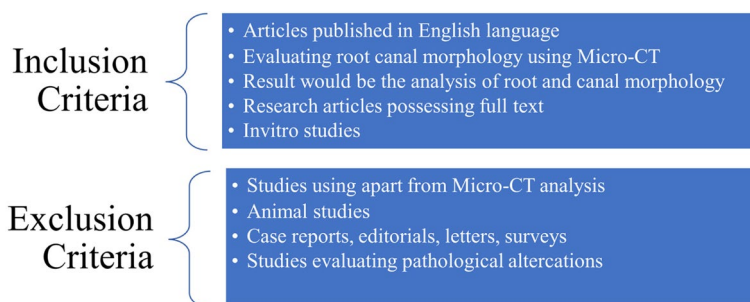 Inclusion
Criteria
• Articles published in English language
• Evaluating root canal morphology using Micro-CT
• Result would be the analysis of root and canal morphology
• Research articles possessing full text
• Invitro studies
Exclusion
Criteria
• Studies using apart from Micro-CT analysis
• Animal studies
• Case reports, editorials, letters, surveys
• Studies evaluating pathological altercations